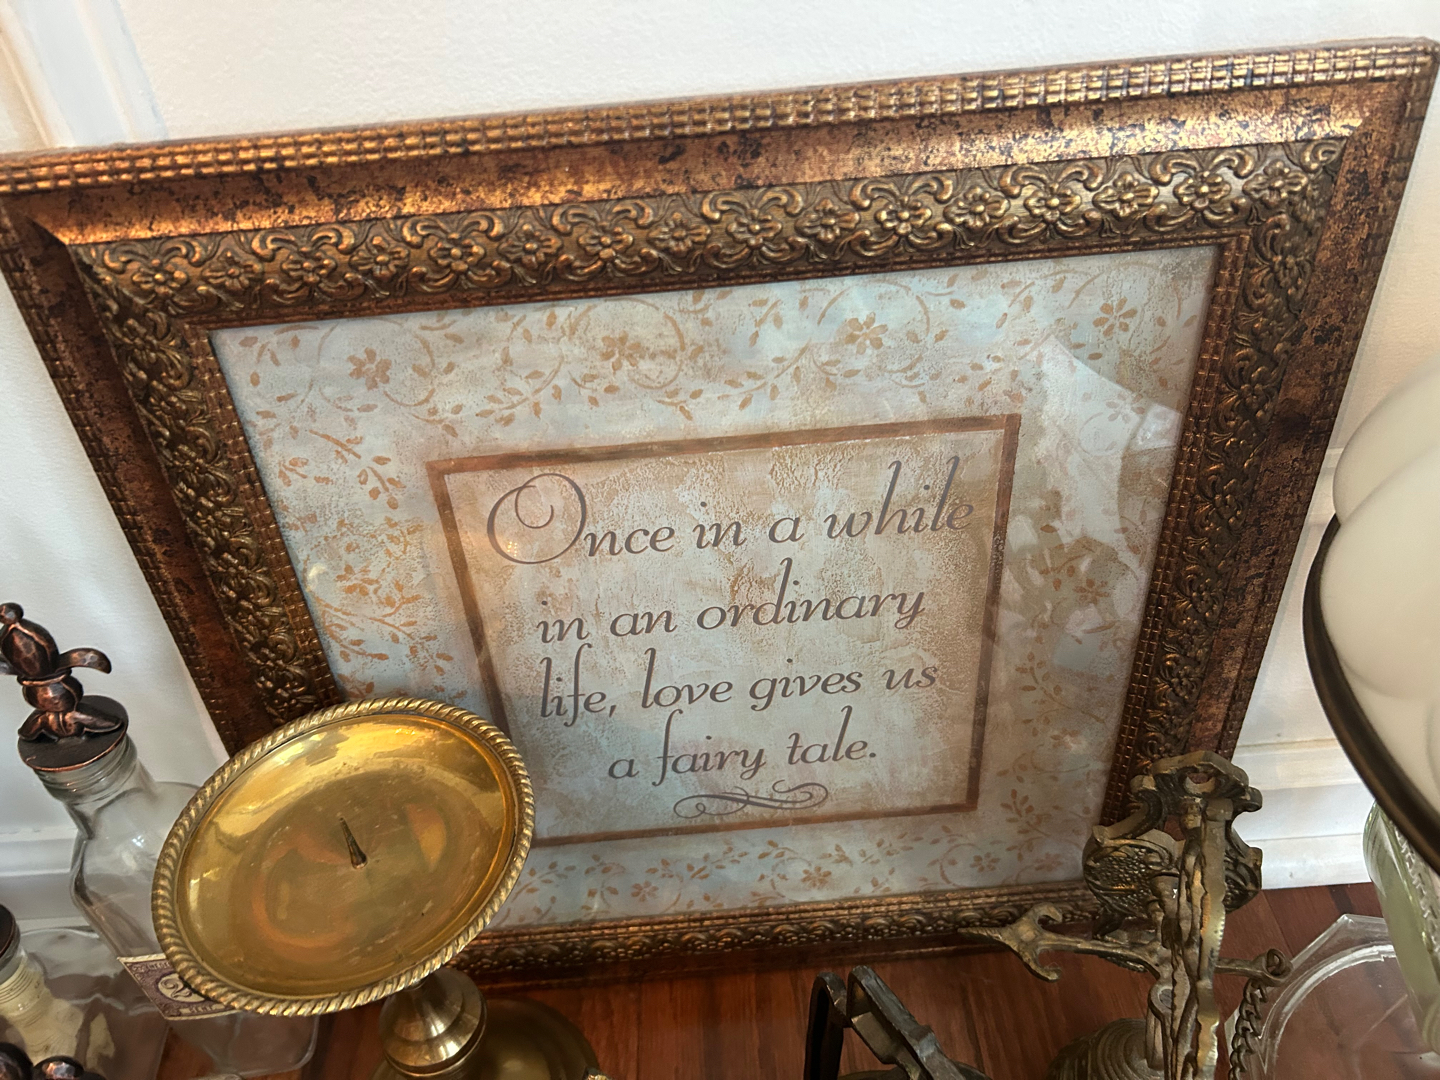 Once in a while
in an ordinary
life, love gives us
a fairy tale.